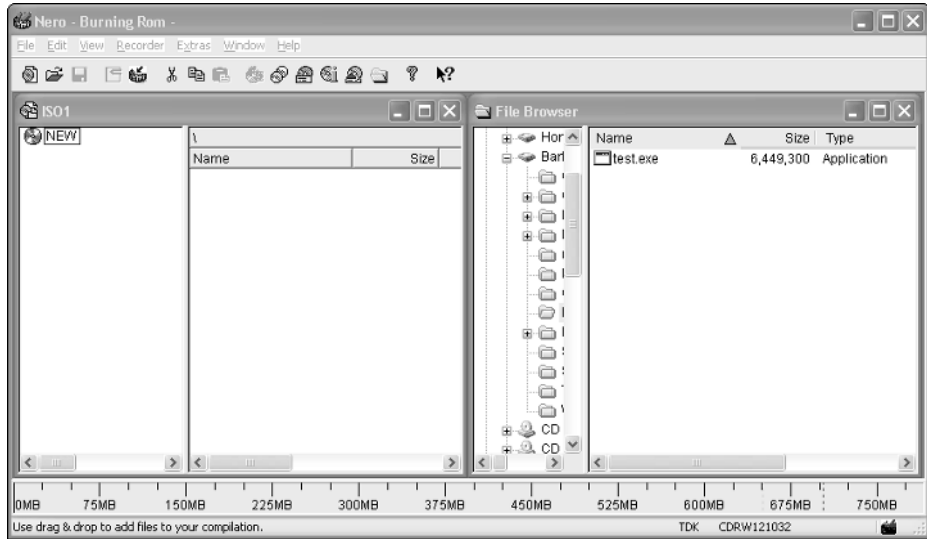 Nero - Burning Rom -
File Edit View Recorder Extras Window Help
ISO1
NEW
\
Name Size
File Browser
Name Size Type
test.exe 6,449,300 Application
CD
CD
0MB 75MB 150MB 225MB 300MB 375MB 450MB 525MB 600MB 675MB 750MB
Use drag & drop to add files to your compilation. TDK CDRW121032